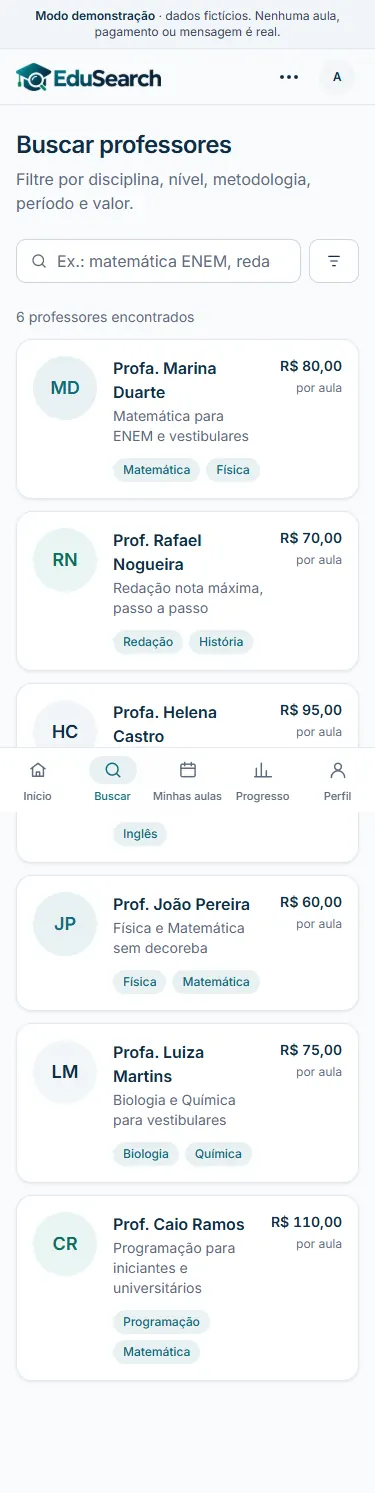 Modo demonstração · dados fictícios. Nenhuma aula,
pagamento ou mensagem é real.
EduSearch
A
Buscar professores
Filtre por disciplina, nível, metodologia,
período e valor.
Ex.: matemática ENEM, reda
6 professores encontrados
MD
Profa. Marina
Duarte
R$ 80,00
por aula
Matemática para
ENEM e vestibulares
Matemática
Física
RN
Prof. Rafael
Nogueira
R$ 70,00
por aula
Redação nota máxima,
passo a passo
Redação
História
HC
Profa. Helena
Castro
R$ 95,00
por aula
Início
Buscar
Minhas aulas
Progresso
Perfil
Inglês
JP
Prof. João Pereira
R$ 60,00
por aula
Física e Matemática
sem decoreba
Física
Matemática
LM
Profa. Luiza
Martins
R$ 75,00
por aula
Biologia e Química
para vestibulares
Biologia
Química
CR
Prof. Caio Ramos
R$ 110,00
por aula
Programação para
iniciantes e
universitários
Programação
Matemática